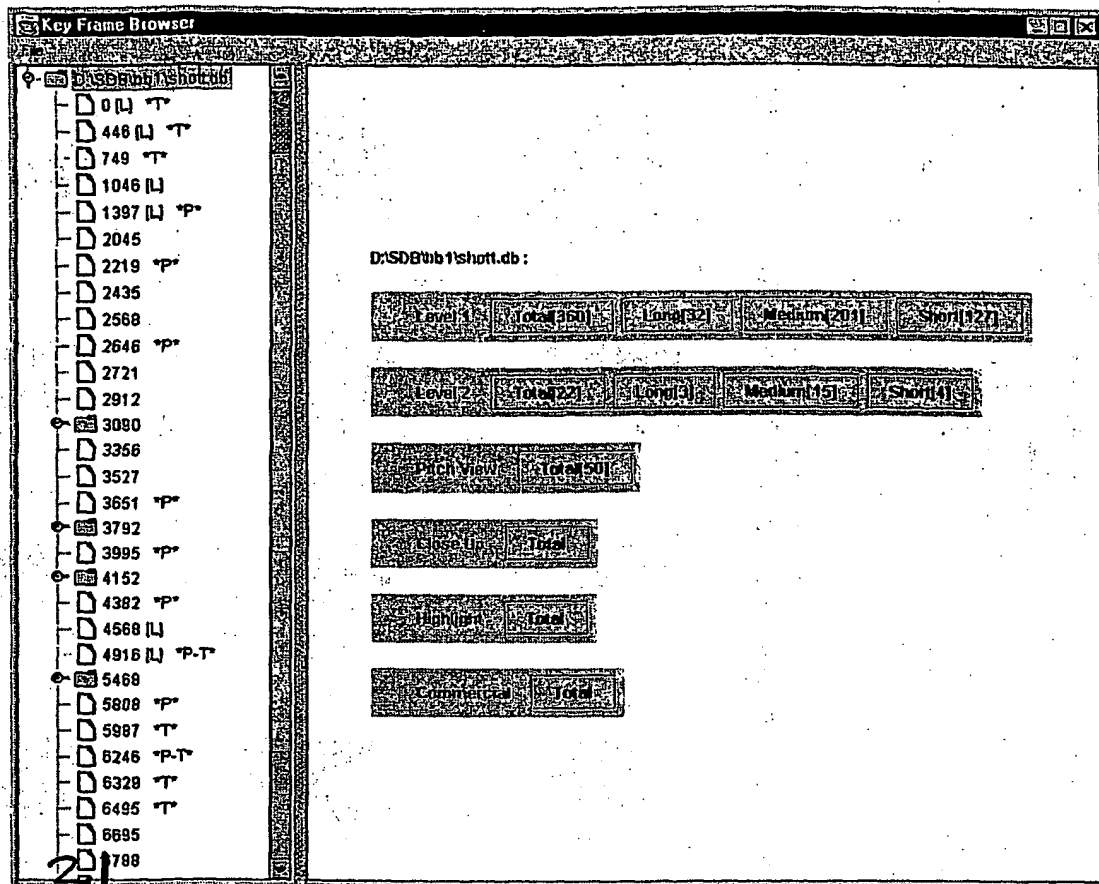 Key Frame Browser
File
D:\SDB\bb1\shott.db
0 [L] *T*
446 [L] *T*
749 *T*
1046 [L]
1397 [L] *P*
2045
2219 *P*
2435
2568
2646 *P*
2721
2912
3080
3356
3527
3651 *P*
3792
3995 *P*
4152
4382 *P*
4568 [L]
4916 [L] *P-T*
5469
5808 *P*
5987 *T*
6246 *P-T*
6328 *T*
6495 *T*
6695
6788
21
D:\SDB\bb1\shott.db :
Level 1 Total[360] Long[32] Medium[201] Short[127]
Level 2 Total[22] Long[3] Medium[15] Short[4]
Pitch View Total[50]
Close Up Total
Highlight Total
Commercial Total